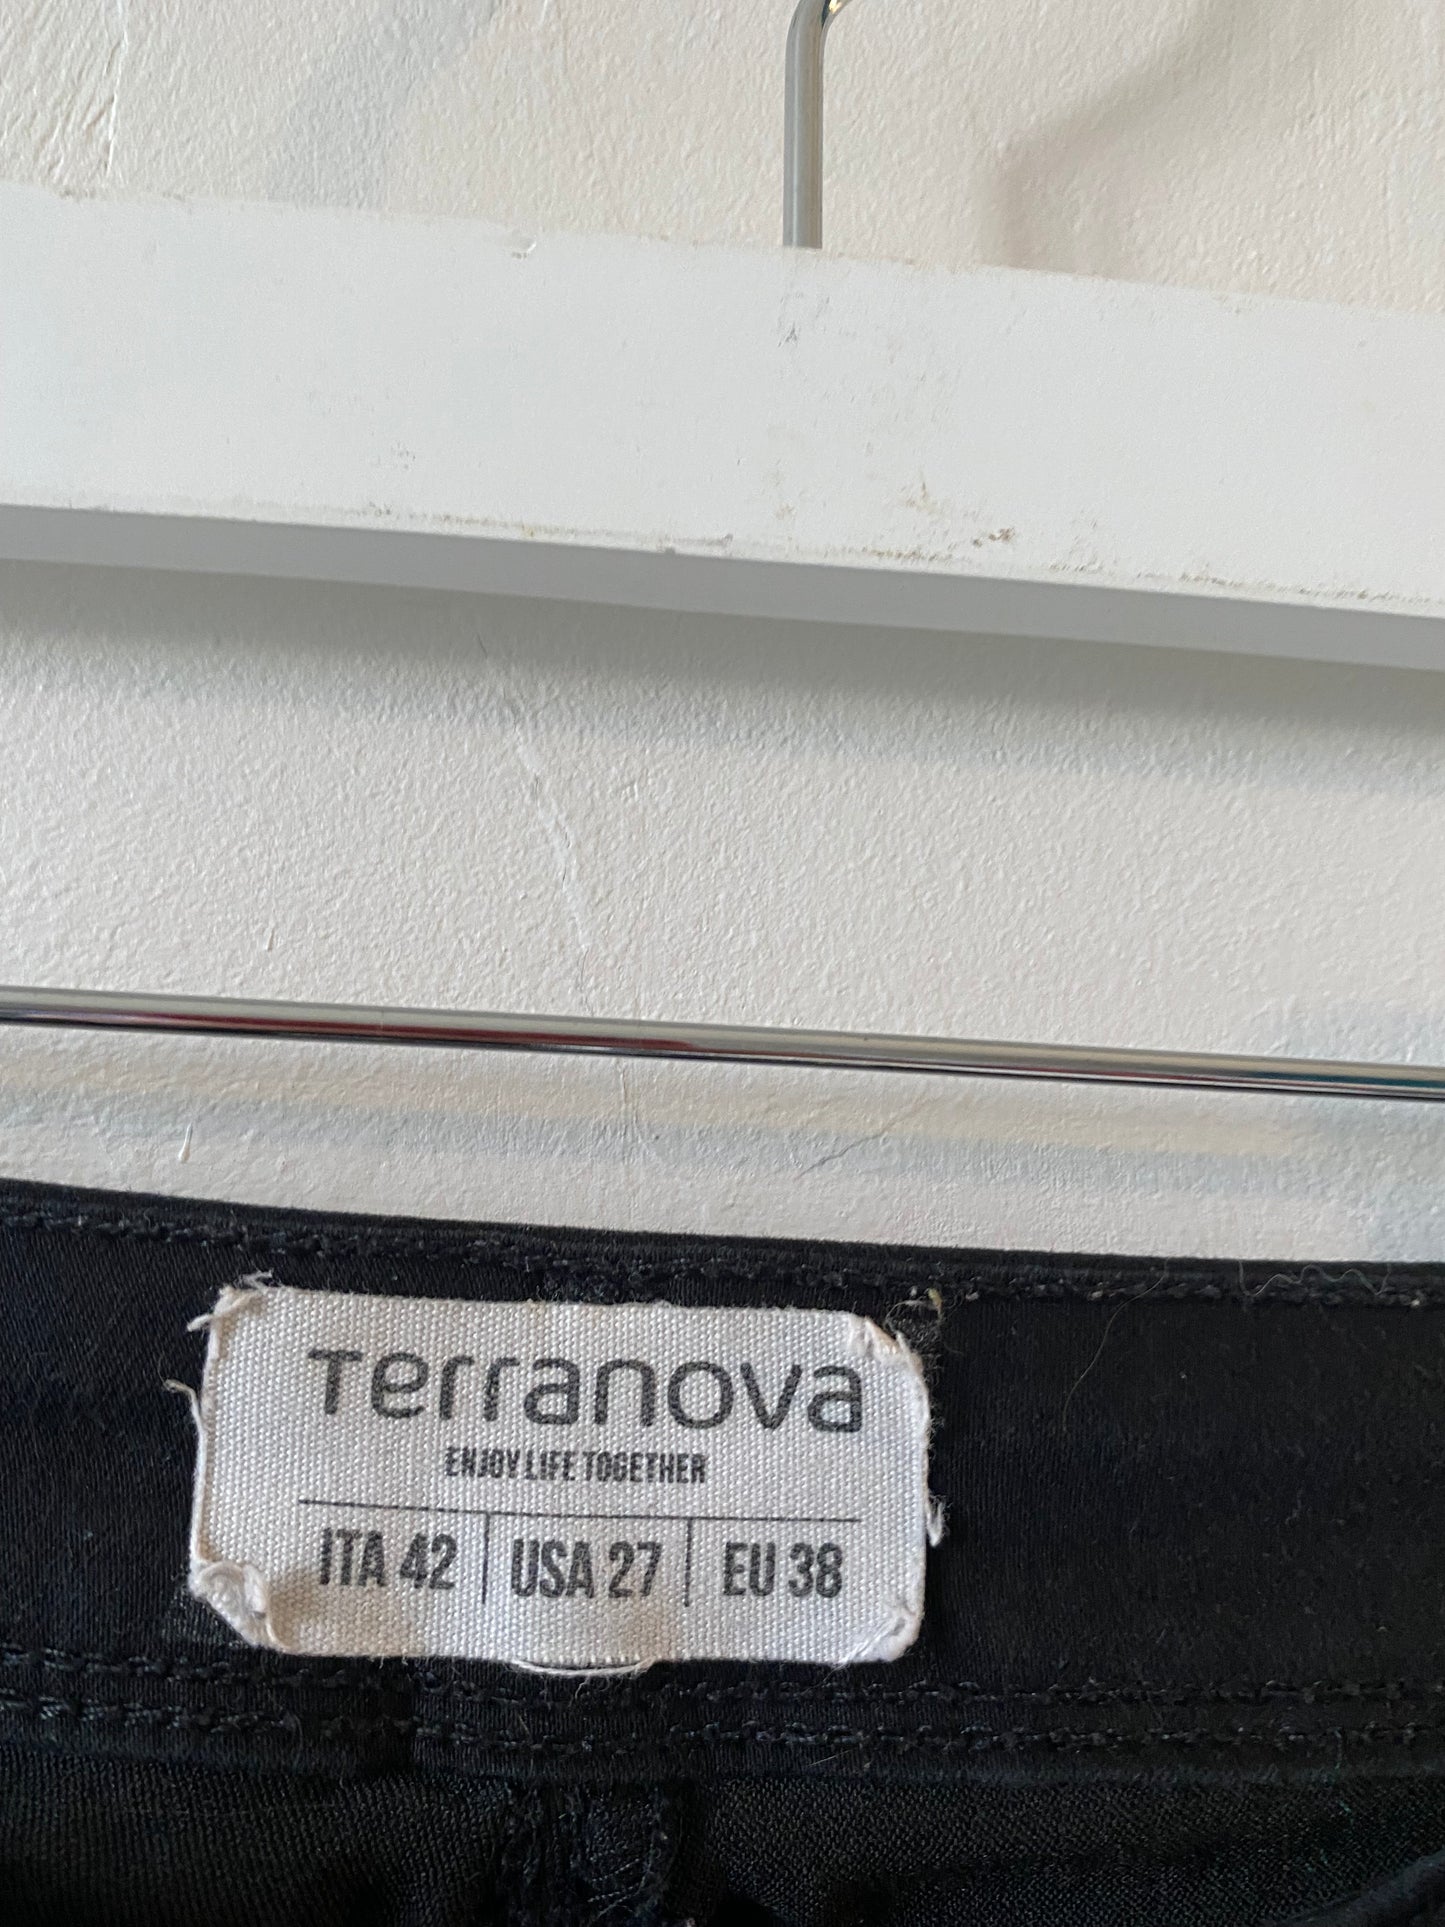 Terranova
ENJOY LIFE TOGETHER
ITA 42 | USA 27 | EU 38